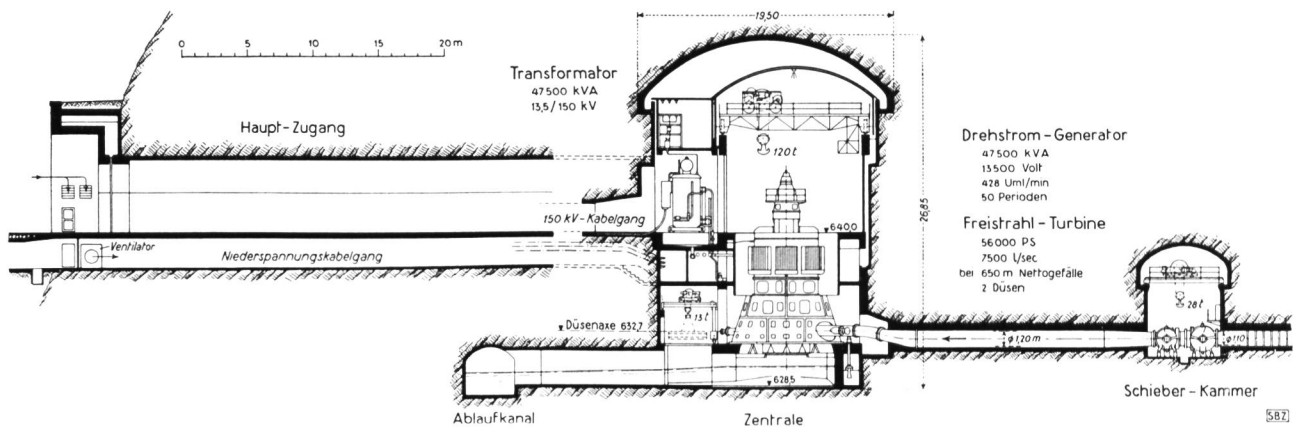 19,50
0 5 10 15 20 m
Transformator
47500 kVA
13,5/150 kV
Haupt-Zugang
120 t
Drehstrom-Generator
47500 kVA
13500 Volt
428 Uml/min
50 Perioden
26,85
150 kV-Kabelgang
640,0
Freistrahl-Turbine
56000 PS
7500 l/sec
bei 650 m Nettogefälle
2 Düsen
Ventilator
Niederspannungskabelgang
28 t
13 t
Düsenaxe 632,7
ø 1,20 m
ø 1,10
628,5
Schieber-Kammer
Ablaufkanal
Zentrale
SBZ